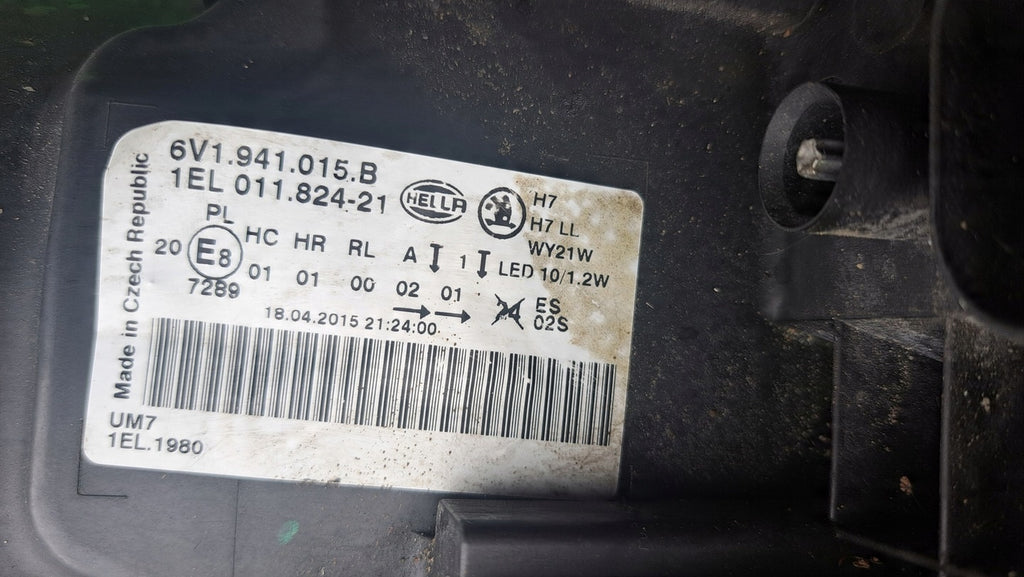 6V1.941.015.B
1EL 011.824-21
HELLA
H7
H7 LL
WY21W
LED 10/1.2W
PL
HC HR RL A 1
20 E8
01 01 00 02 01
7289
24
ES
02S
18.04.2015 21:24:00
Made in Czech Republic
UM7
1EL.1980